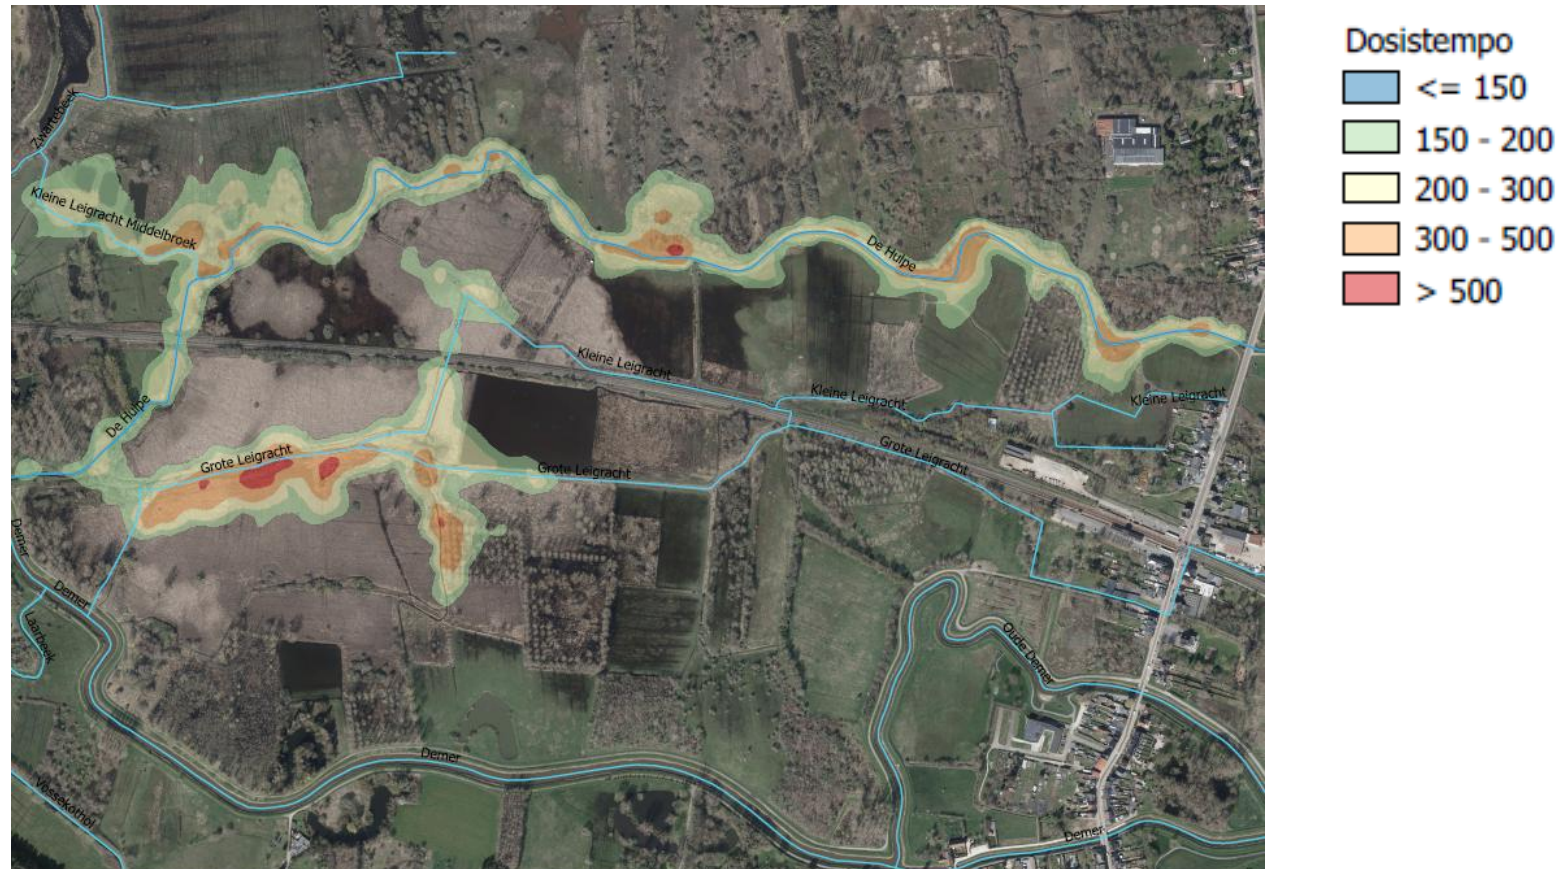 Dosistempo
<= 150
150 - 200
200 - 300
300 - 500
> 500
Zwartebeek
Kleine Leigracht Middelbroek
De Hulpe
Kleine Leigracht
Kleine Leigracht
Kleine Leigracht
De Hulpe
Grote Leigracht
Grote Leigracht
Grote Leigracht
Demer
Demer
Laarbeek
Oude Demer
Demer
Vossekothol
Demer